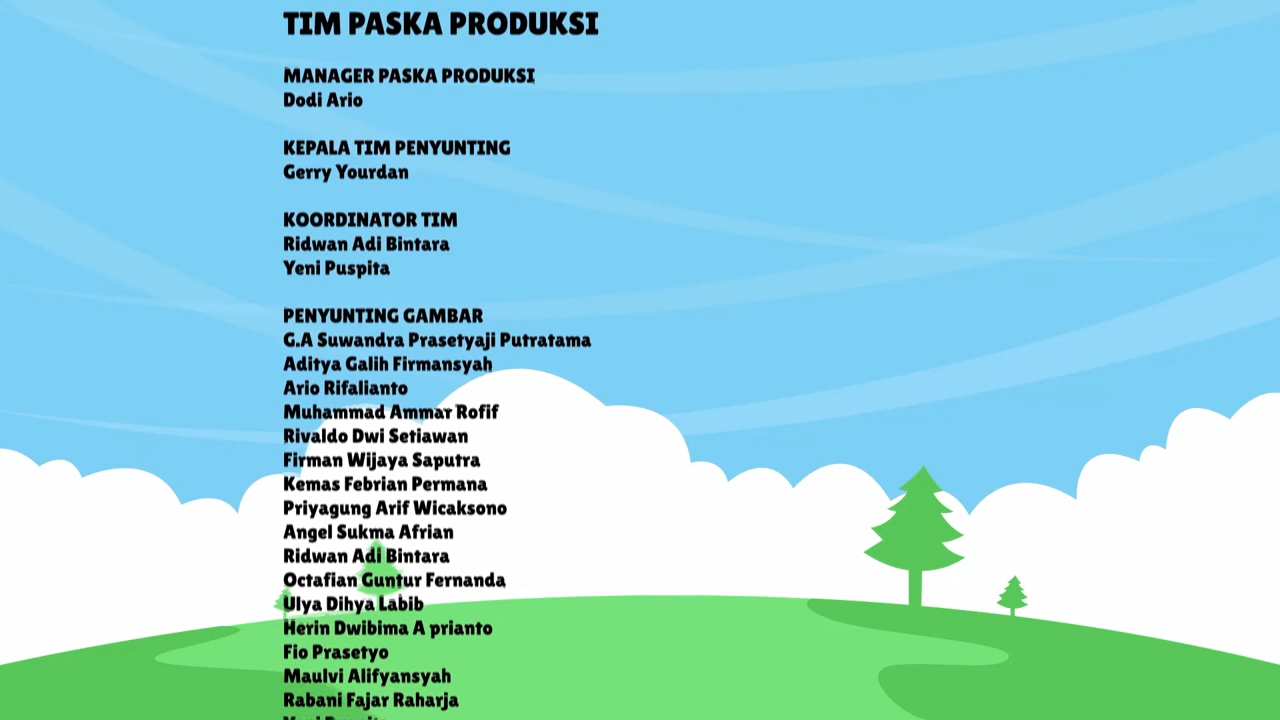 TIM PASKA PRODUKSI
MANAGER PASKA PRODUKSI
Dodi Ario
KEPALA TIM PENYUNTING
Gerry Yourdan
KOORDINATOR TIM
Ridwan Adi Bintara
Yeni Puspita
PENYUNTING GAMBAR
G.A Suwandra Prasetyaji Putratama
Aditya Galih Firmansyah
Ario Rifalianto
Muhammad Ammar Rofif
Rivaldo Dwi Setiawan
Firman Wijaya Saputra
Kemas Febrian Permana
Priyagung Arif Wicaksono
Angel Sukma Afrian
Ridwan Adi Bintara
Octafian Guntur Fernanda
Ulya Dihya Labib
Herin Dwibima A prianto
Fio Prasetyo
Maulvi Alifyansyah
Rabani Fajar Raharja